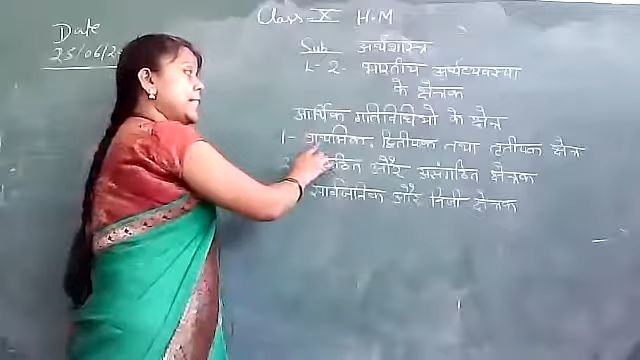 Class - X H.M
Date
25/06/2
Sub अर्थशास्त्र
L-2- भारतीय अर्थव्यवस्था
के क्षेत्रक
आर्थिक गतिविधियों के क्षेत्र
1- प्राथमिक, द्वितीयक तथा तृतीयक क्षेत्र
और असंगठित क्षेत्रक
सार्वजनिक और निजी क्षेत्रक